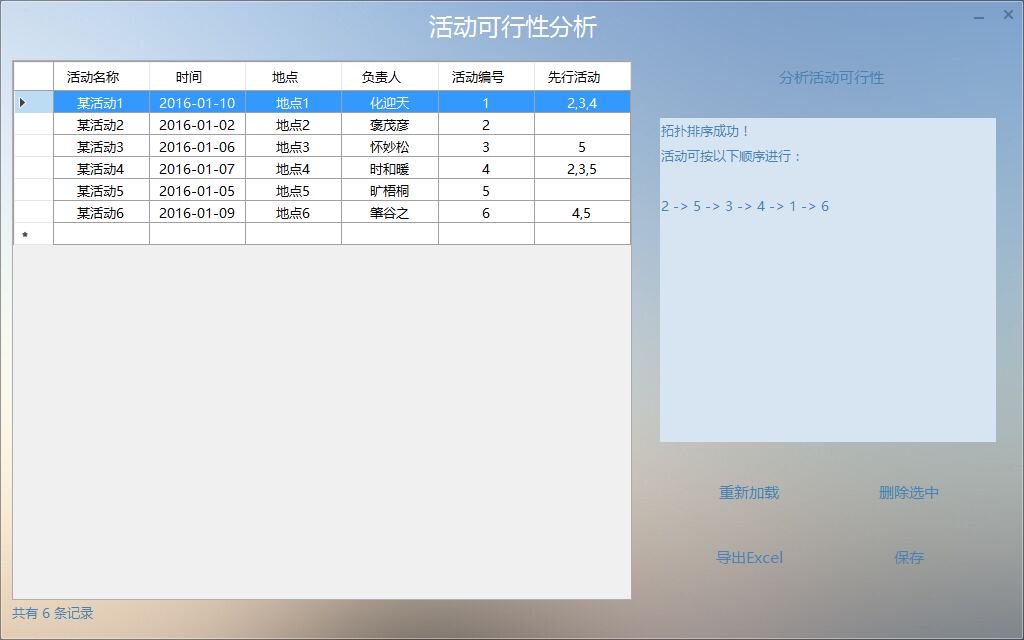 活动可行性分析
活动名称 时间 地点 负责人 活动编号 先行活动
某活动1 2016-01-10 地点1 化迎天 1 2,3,4
某活动2 2016-01-02 地点2 褒茂彦 2
某活动3 2016-01-06 地点3 怀妙松 3 5
某活动4 2016-01-07 地点4 时和暖 4 2,3,5
某活动5 2016-01-05 地点5 旷梧桐 5
某活动6 2016-01-09 地点6 肇谷之 6 4,5
*
共有 6 条记录
分析活动可行性
拓扑排序成功！
活动可按以下顺序进行：
2 -> 5 -> 3 -> 4 -> 1 -> 6
重新加载 删除选中
导出Excel 保存